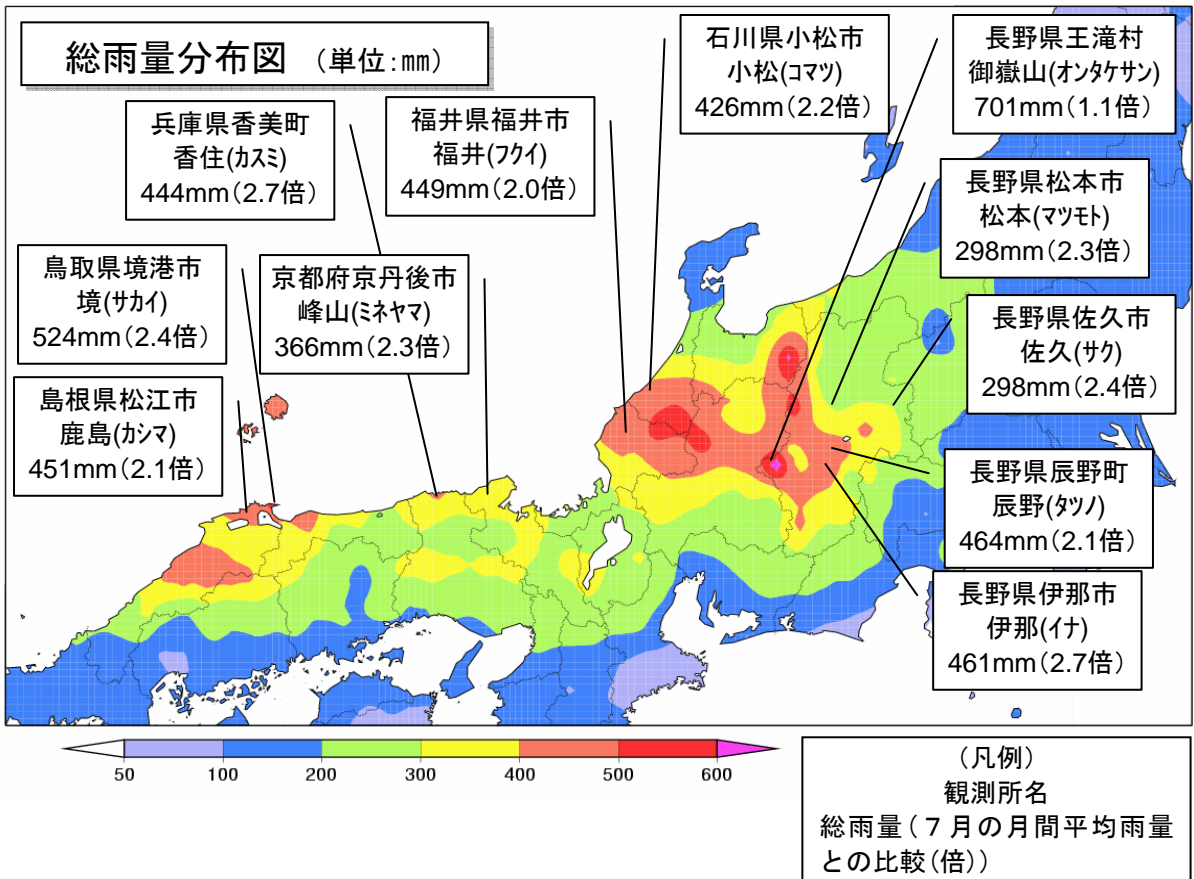 総雨量分布図 (単位:㎜)
石川県小松市
小松(ｺﾏﾂ)
426mm(2.2倍)
長野県王滝村
御嶽山(ｵﾝﾀｹｻﾝ)
701mm(1.1倍)
兵庫県香美町
香住(ｶｽﾐ)
444mm(2.7倍)
福井県福井市
福井(ﾌｸｲ)
449mm(2.0倍)
長野県松本市
松本(ﾏﾂﾓﾄ)
298mm(2.3倍)
鳥取県境港市
境(ｻｶｲ)
524mm(2.4倍)
京都府京丹後市
峰山(ﾐﾈﾔﾏ)
366mm(2.3倍)
長野県佐久市
佐久(ｻｸ)
298mm(2.4倍)
島根県松江市
鹿島(ｶｼﾏ)
451mm(2.1倍)
長野県辰野町
辰野(ﾀﾂﾉ)
464mm(2.1倍)
長野県伊那市
伊那(ｲﾅ)
461mm(2.7倍)
50 100 200 300 400 500 600
(凡例)
観測所名
総雨量(７月の月間平均雨量
との比較(倍))